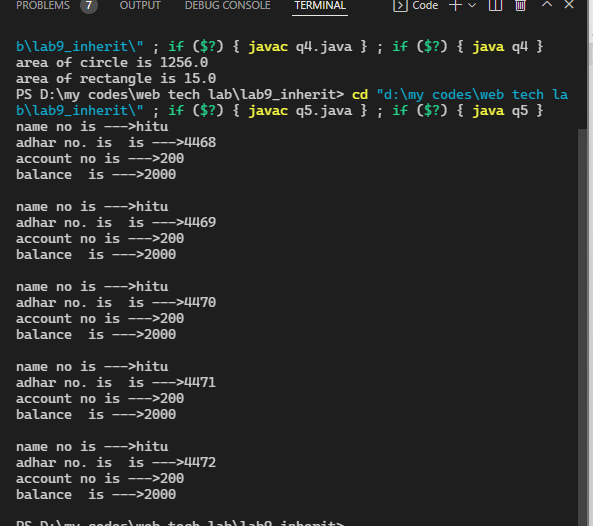 PROBLEMS 7 OUTPUT DEBUG CONSOLE TERMINAL Code
b\lab9_inherit\" ; if ($?) { javac q4.java } ; if ($?) { java q4 }
area of circle is 1256.0
area of rectangle is 15.0
PS D:\my codes\web tech lab\lab9_inherit> cd "d:\my codes\web tech la
b\lab9_inherit\" ; if ($?) { javac q5.java } ; if ($?) { java q5 }
name no is --->hitu
adhar no. is  is --->4468
account no is --->200
balance  is --->2000
name no is --->hitu
adhar no. is  is --->4469
account no is --->200
balance  is --->2000
name no is --->hitu
adhar no. is  is --->4470
account no is --->200
balance  is --->2000
name no is --->hitu
adhar no. is  is --->4471
account no is --->200
balance  is --->2000
name no is --->hitu
adhar no. is  is --->4472
account no is --->200
balance  is --->2000
PS D:\my codes\web tech lab\lab9_inherit>